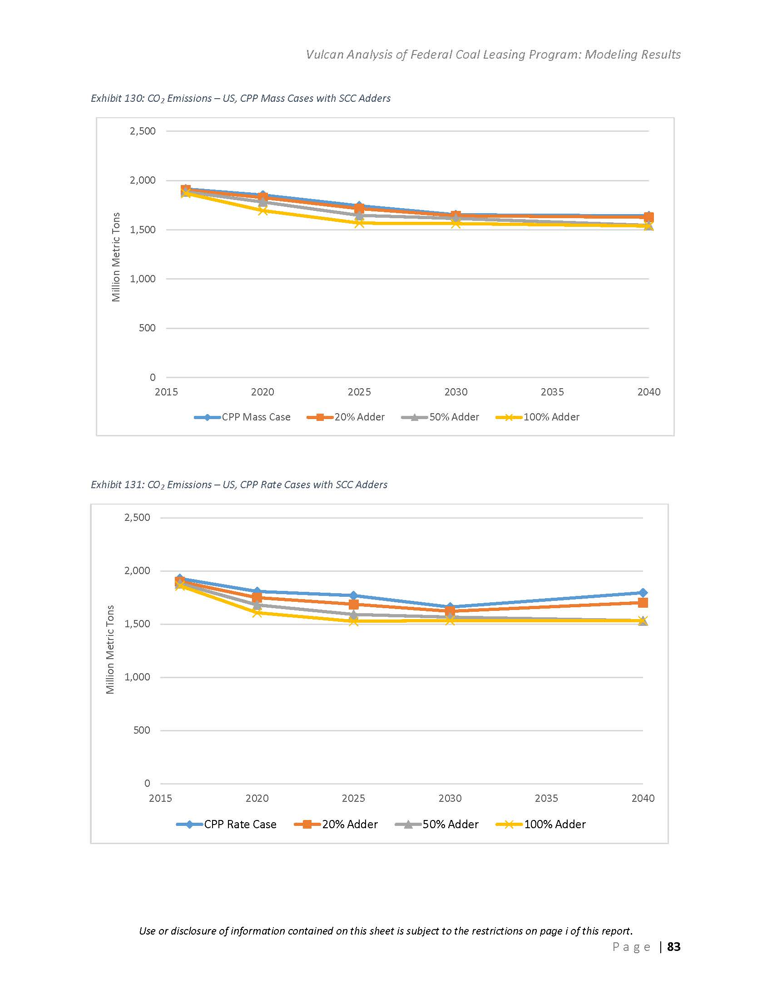 Vulcan Analysis of Federal Coal Leasing Program: Modeling Results
Exhibit 130: CO₂ Emissions – US, CPP Mass Cases with SCC Adders
2,500
2,000
1,500
1,000
500
0
Million Metric Tons
2015 2020 2025 2030 2035 2040
CPP Mass Case 20% Adder 50% Adder 100% Adder
Exhibit 131: CO₂ Emissions – US, CPP Rate Cases with SCC Adders
2,500
2,000
1,500
1,000
500
0
Million Metric Tons
2015 2020 2025 2030 2035 2040
CPP Rate Case 20% Adder 50% Adder 100% Adder
Use or disclosure of information contained on this sheet is subject to the restrictions on page i of this report.
Page | 83